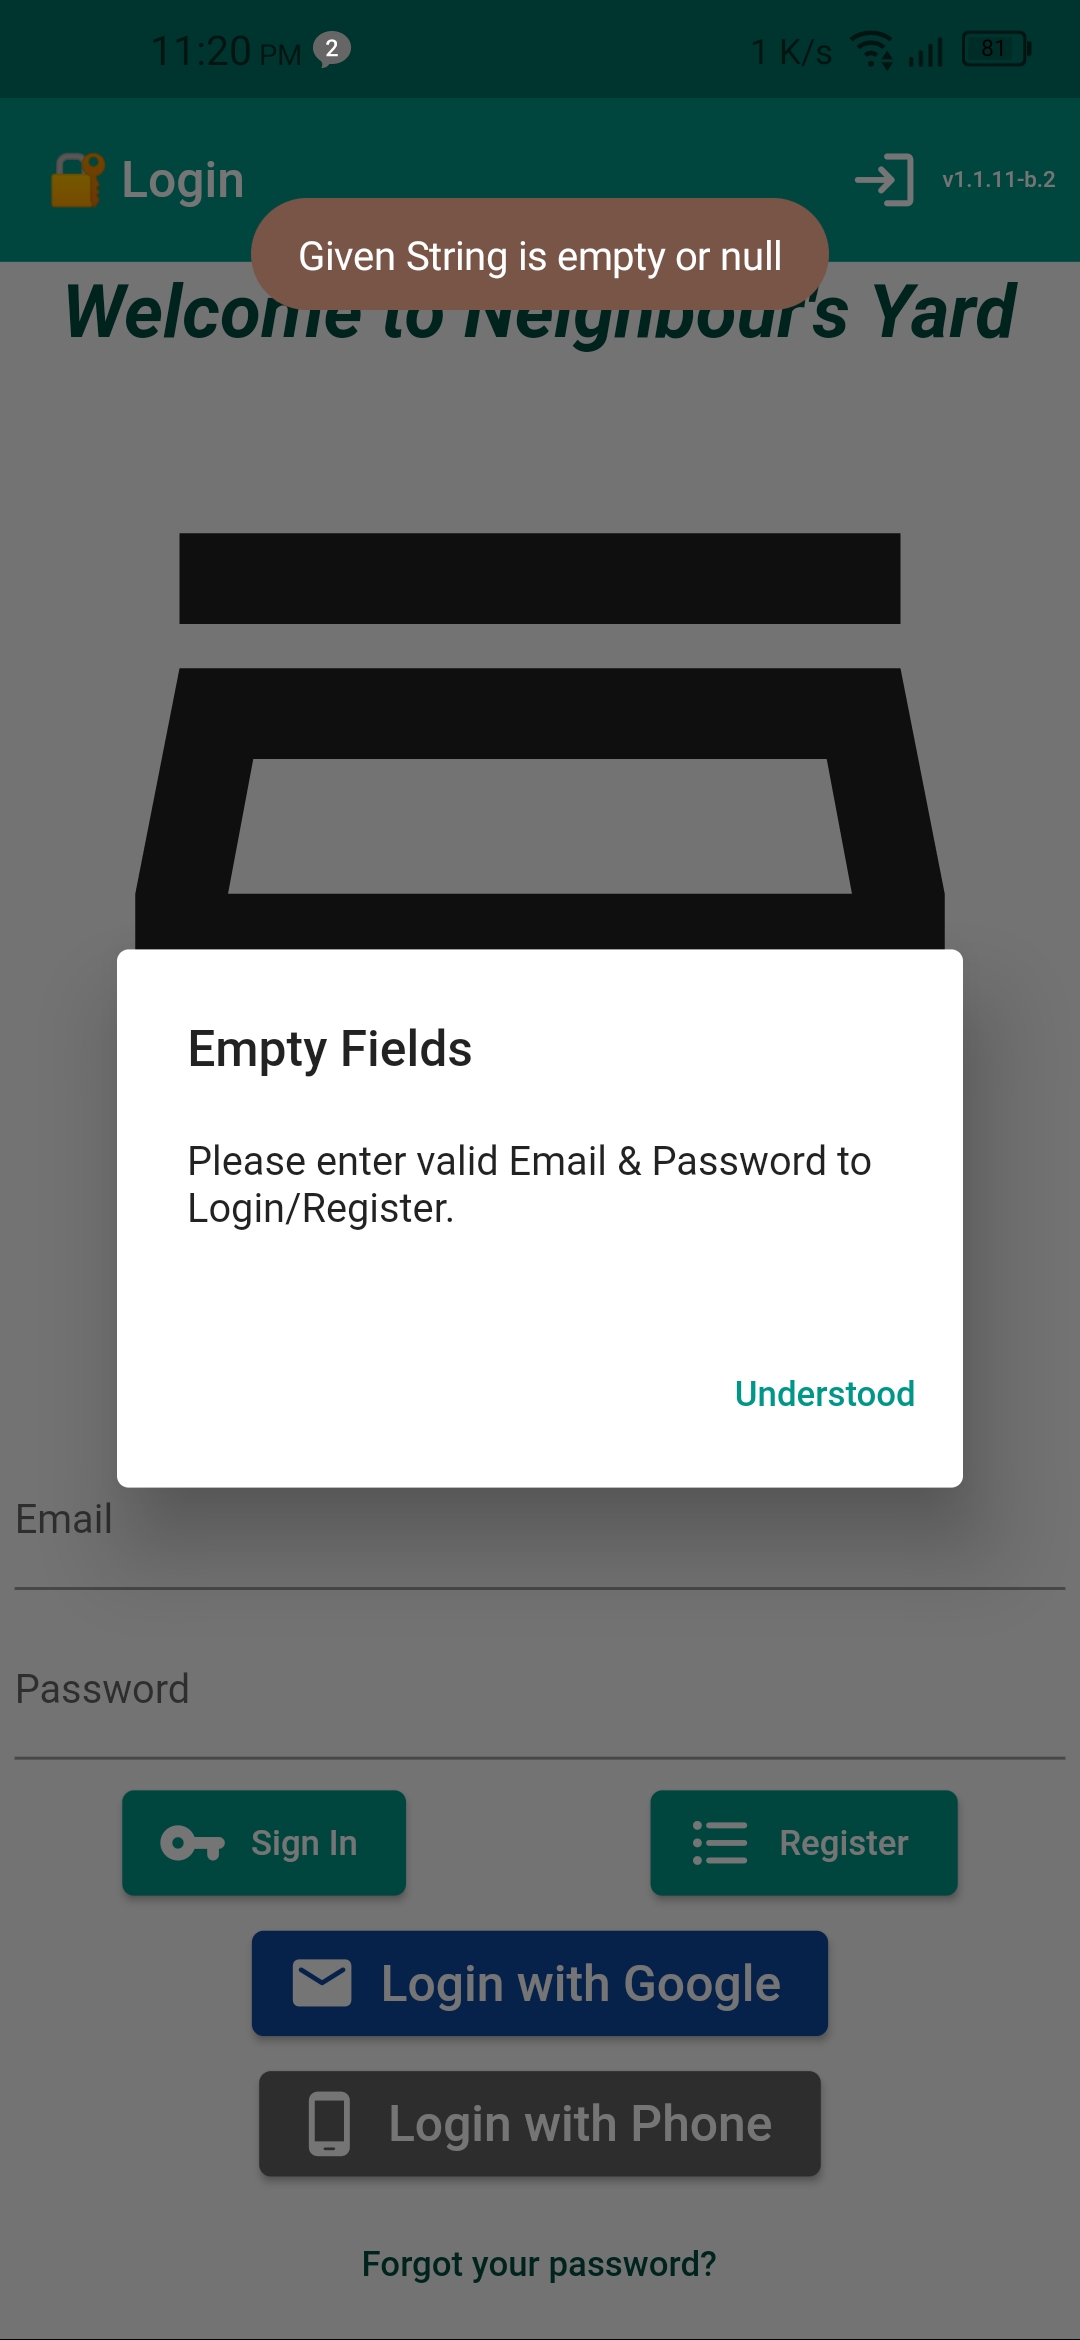 11:20 PM 2 1 K/s 81
Login v1.1.11-b.2
Given String is empty or null
Welcome to Neighbour's Yard
Empty Fields
Please enter valid Email & Password to
Login/Register.
Understood
Email
Password
Sign In Register
Login with Google
Login with Phone
Forgot your password?